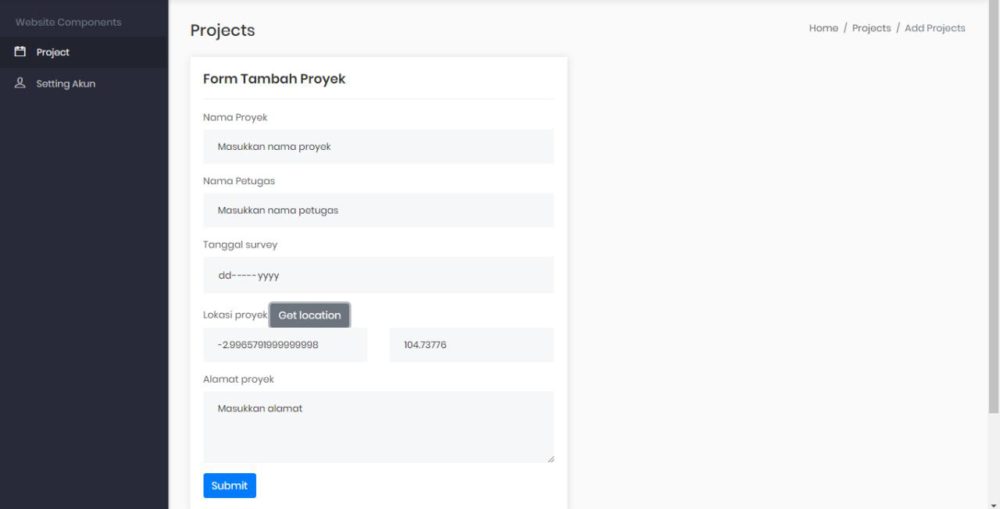 Website Components
Project
Setting Akun
Projects
Home / Projects / Add Projects
Form Tambah Proyek
Nama Proyek
Masukkan nama proyek
Nama Petugas
Masukkan nama petugas
Tanggal survey
dd-----yyyy
Lokasi proyek Get location
-2.9965791999999998 104.73776
Alamat proyek
Masukkan alamat
Submit